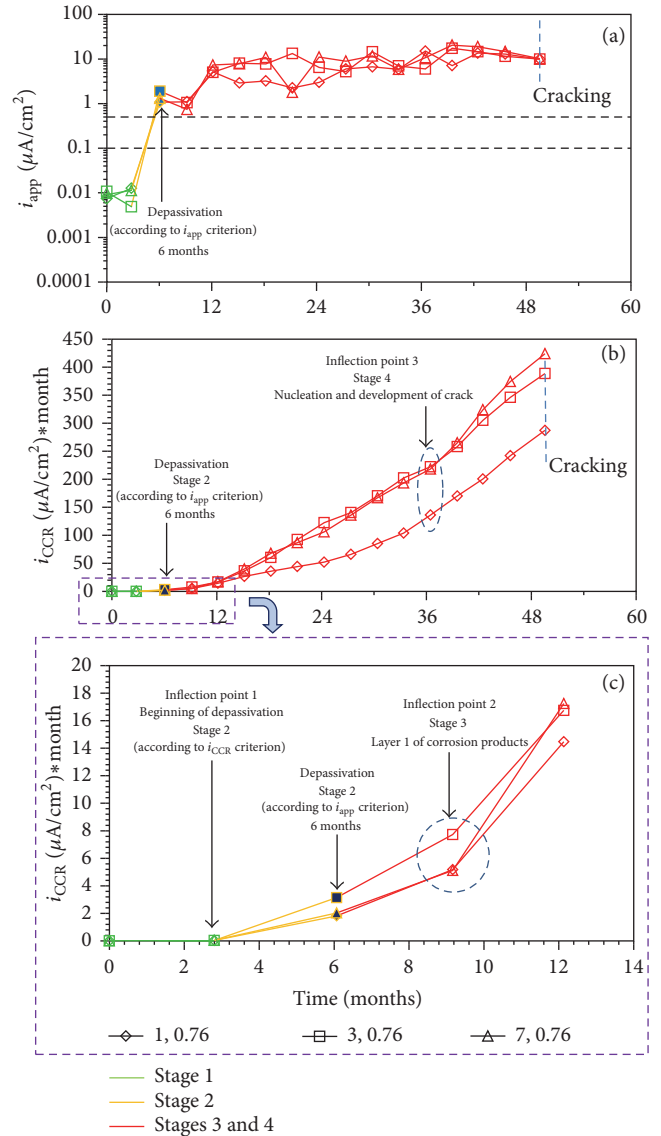 (a)
100
10
1
0.1
0.01
0.001
0.0001
i_app (μA/cm²)
Cracking
Depassivation
(according to i_app criterion)
6 months
0 12 24 36 48 60
(b)
450
400
350
300
250
200
150
100
50
0
i_CCR (μA/cm²)∗month
Inflection point 3
Stage 4
Nucleation and development of crack
Cracking
Depassivation
Stage 2
(according to i_app criterion)
6 months
0 12 24 36 48 60
(c)
20
18
16
14
12
10
8
6
4
2
0
i_CCR (μA/cm²)∗month
Inflection point 1
Beginning of depassivation
Stage 2
(according to i_CCR criterion)
Depassivation
Stage 2
(according to i_app criterion)
6 months
Inflection point 2
Stage 3
Layer 1 of corrosion products
0 2 4 6 8 10 12 14
Time (months)
1, 0.76 3, 0.76 7, 0.76
Stage 1
Stage 2
Stages 3 and 4